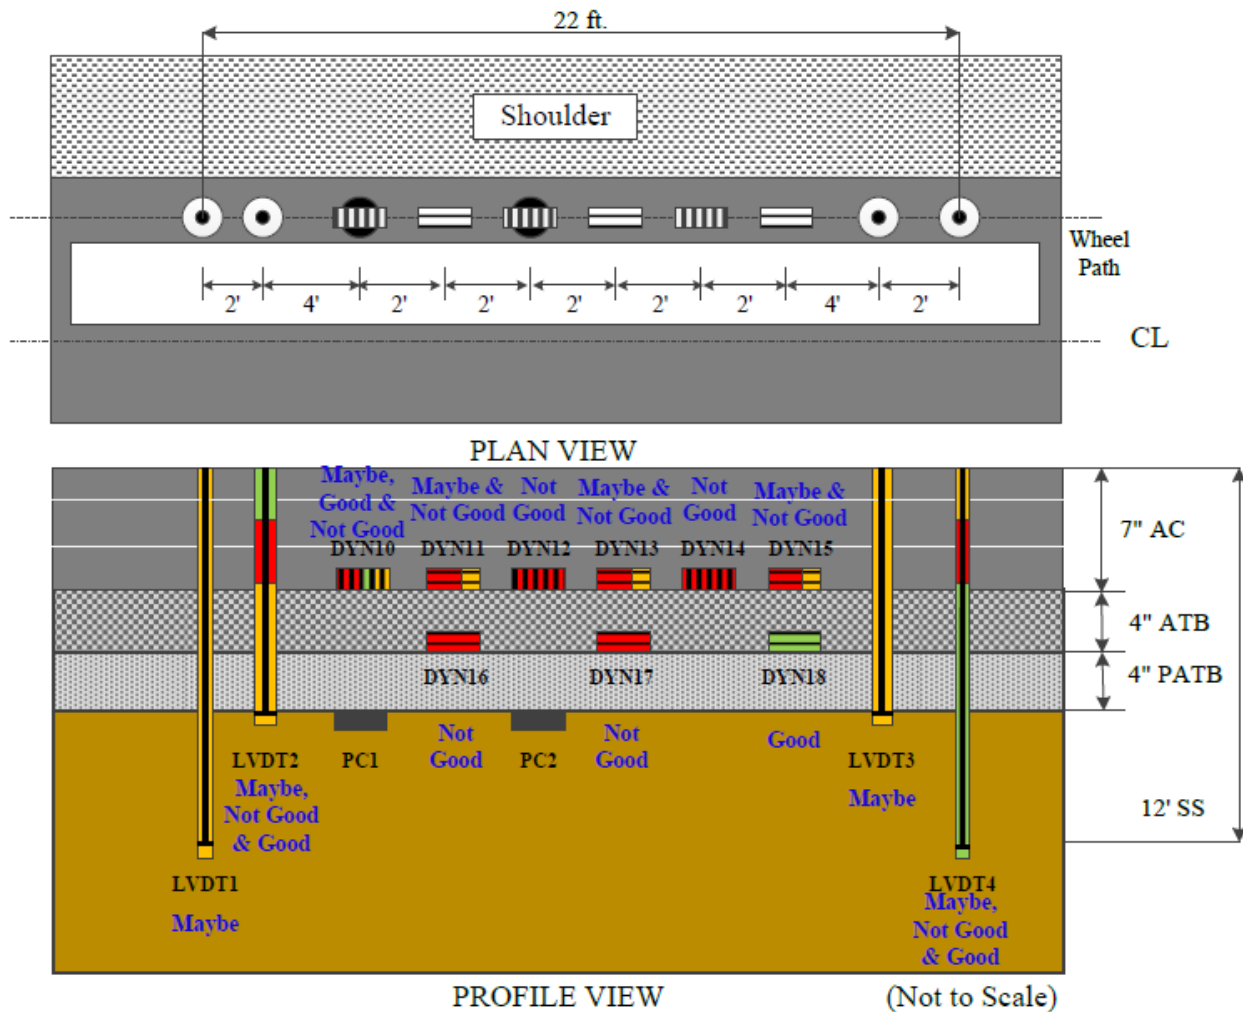 22 ft.
Shoulder
Wheel
Path
2' 4' 2' 2' 2' 2' 2' 4' 2'
CL
PLAN VIEW
Maybe,
Good &
Not Good
Maybe &
Not Good
Not
Good
Maybe &
Not Good
Not
Good
Maybe &
Not Good
DYN10 DYN11 DYN12 DYN13 DYN14 DYN15
7" AC
4" ATB
4" PATB
DYN16 DYN17 DYN18
Not
Good
Not
Good
Good
LVDT2 PC1 PC2 LVDT3
Maybe,
Not Good
& Good
Maybe
12' SS
LVDT1
Maybe
LVDT4
Maybe,
Not Good
& Good
PROFILE VIEW
(Not to Scale)